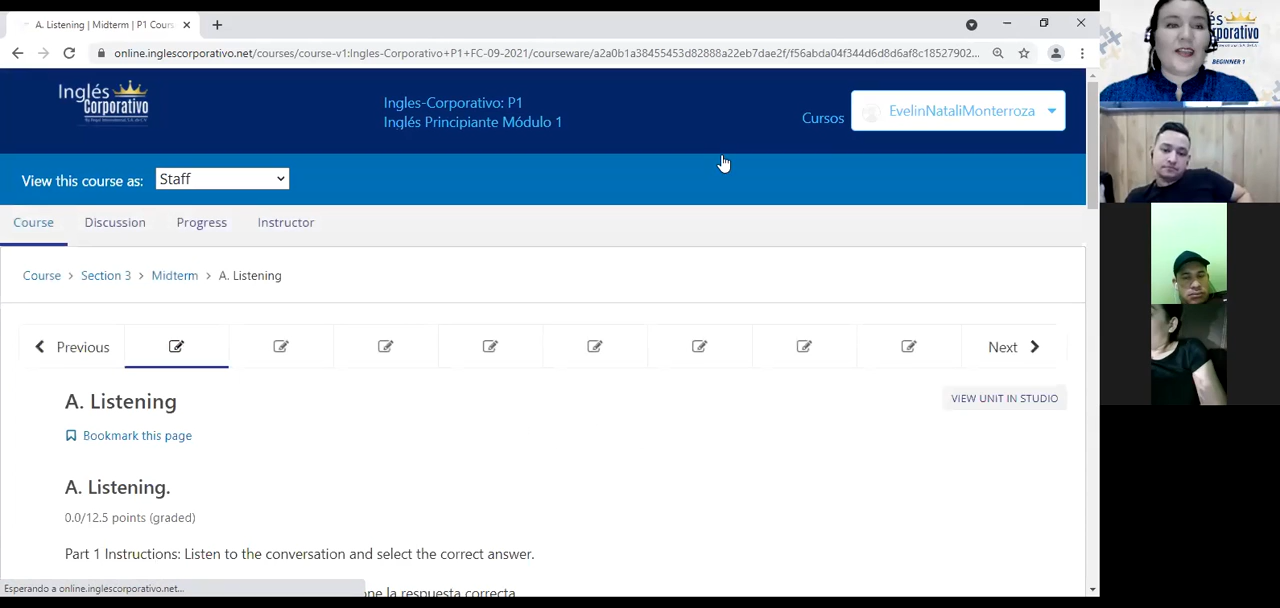 A. Listening | Midterm | P1 Cours
online.inglescorporativo.net/courses/course-v1:Ingles-Corporativo+P1+FC-09-2021/courseware/a2a0b1a38455453d82888a22eb7dae2f/f56abda04f344d6d8d6af8c18527902...
Inglés
Corporativo
Ingles-Corporativo: P1
Inglés Principiante Módulo 1
Cursos
EvelinNataliMonterroza
View this course as: Staff
Course Discussion Progress Instructor
Course > Section 3 > Midterm > A. Listening
Previous Next
A. Listening
VIEW UNIT IN STUDIO
Bookmark this page
A. Listening.
0.0/12.5 points (graded)
Part 1 Instructions: Listen to the conversation and select the correct answer.
Esperando a online.inglescorporativo.net...
one la respuesta correcta
BEGINNER 1